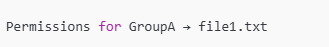 Permissions for GroupA → file1.txt